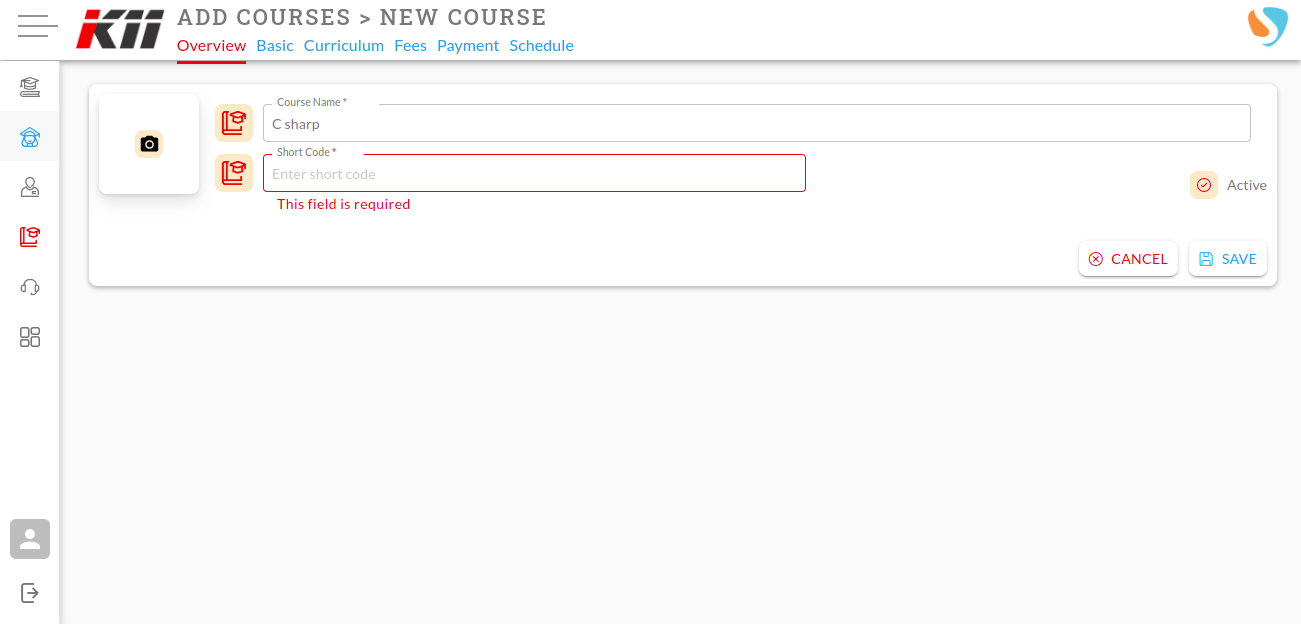 KII
ADD COURSES > NEW COURSE
Overview Basic Curriculum Fees Payment Schedule
Course Name *
C sharp
Short Code *
Enter short code
This field is required
Active
CANCEL SAVE